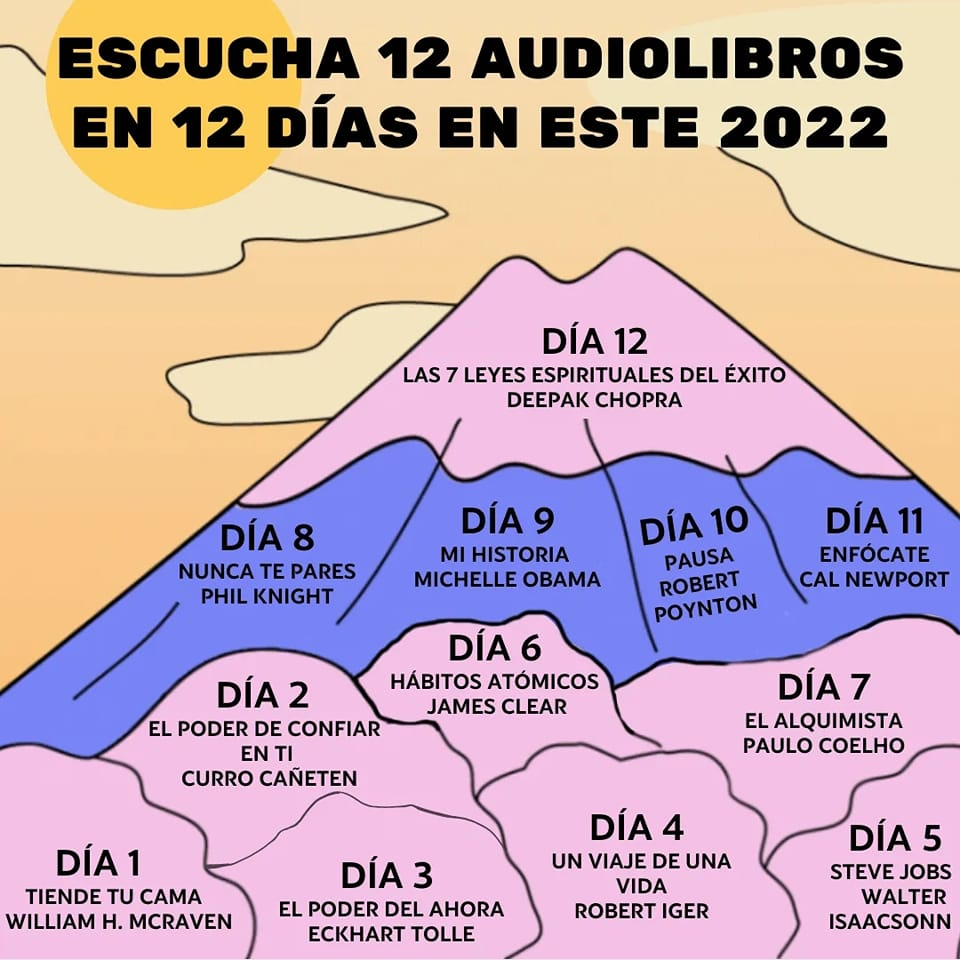 ESCUCHA 12 AUDIOLIBROS
EN 12 DÍAS EN ESTE 2022
DÍA 12
LAS 7 LEYES ESPIRITUALES DEL ÉXITO
DEEPAK CHOPRA
DÍA 8
NUNCA TE PARES
PHIL KNIGHT
DÍA 9
MI HISTORIA
MICHELLE OBAMA
DÍA 10
PAUSA
ROBERT
POYNTON
DÍA 11
ENFÓCATE
CAL NEWPORT
DÍA 6
HÁBITOS ATÓMICOS
JAMES CLEAR
DÍA 2
EL PODER DE CONFIAR
EN TI
CURRO CAÑETEN
DÍA 7
EL ALQUIMISTA
PAULO COELHO
DÍA 1
TIENDE TU CAMA
WILLIAM H. MCRAVEN
DÍA 3
EL PODER DEL AHORA
ECKHART TOLLE
DÍA 4
UN VIAJE DE UNA
VIDA
ROBERT IGER
DÍA 5
STEVE JOBS
WALTER
ISAACSONN